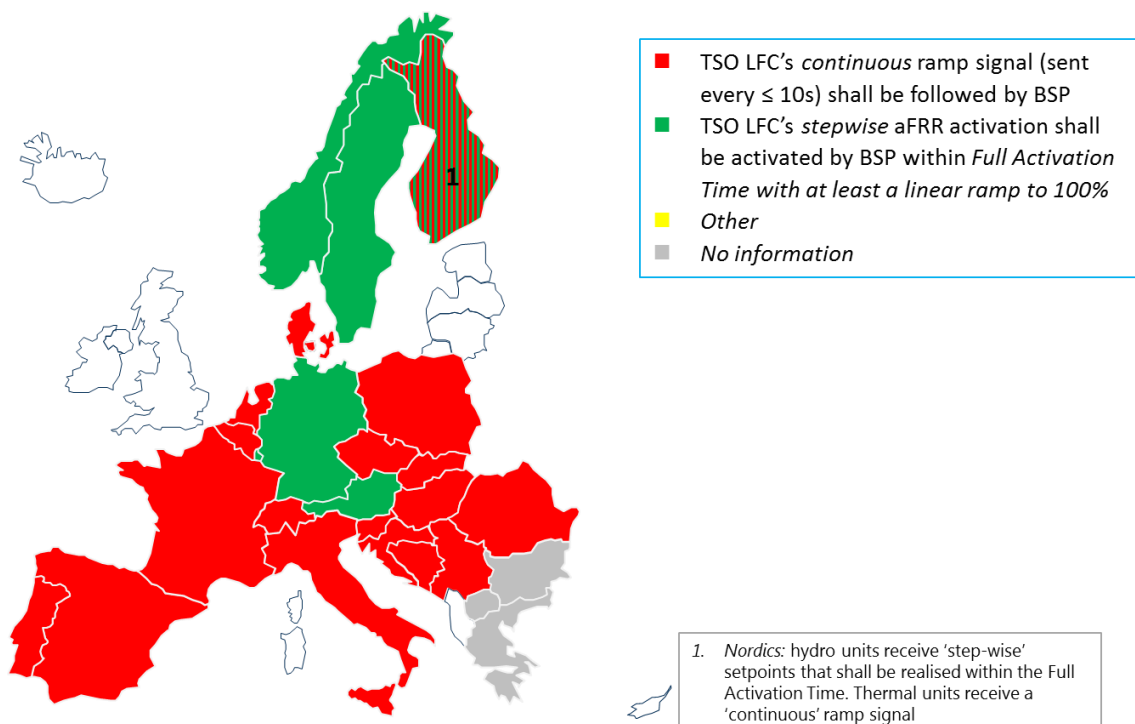 TSO LFC's continuous ramp signal (sent
every ≤ 10s) shall be followed by BSP
TSO LFC's stepwise aFRR activation shall
be activated by BSP within Full Activation
Time with at least a linear ramp to 100%
Other
No information
1
1. Nordics: hydro units receive 'step-wise'
setpoints that shall be realised within the Full
Activation Time. Thermal units receive a
'continuous' ramp signal